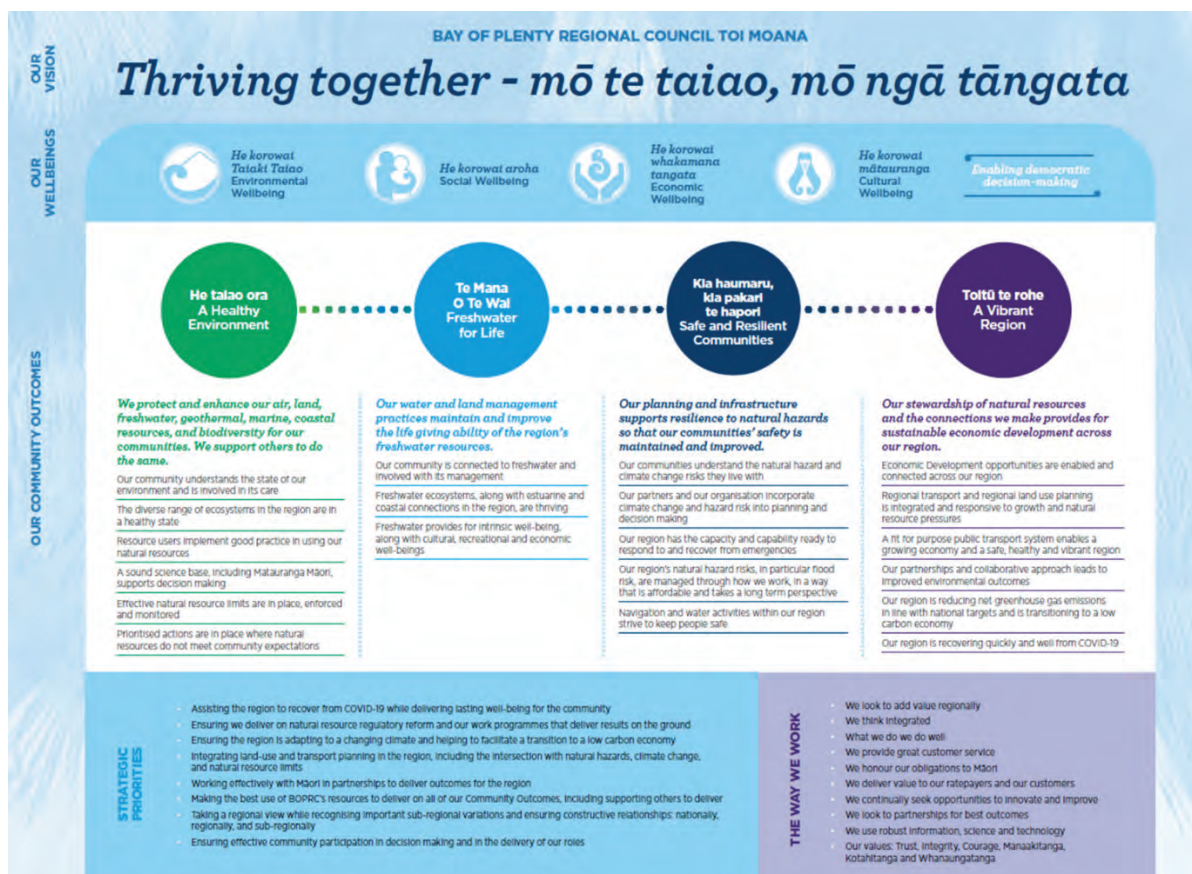 OUR VISION
BAY OF PLENTY REGIONAL COUNCIL TOI MOANA
Thriving together - mō te taiao, mō ngā tāngata
OUR WELLBEINGS
He korowai
Tataki Taiao
Environmental
Wellbeing
He korowai aroha
Social Wellbeing
He korowai
whakamana
tangata
Economic
Wellbeing
He korowai
mātauranga
Cultural
Wellbeing
Enabling democratic
decision-making
OUR COMMUNITY OUTCOMES
He taiao ora
A Healthy
Environment
Te Mana
O Te Wai
Freshwater
for Life
Kia haumaru,
kia pakari
te hapori
Safe and Resilient
Communities
Toitū te rohe
A Vibrant
Region
We protect and enhance our air, land,
freshwater, geothermal, marine, coastal
resources, and biodiversity for our
communities. We support others to do
the same.
Our community understands the state of our
environment and is involved in its care
The diverse range of ecosystems in the region are in
a healthy state
Resource users implement good practice in using our
natural resources
A sound science base, including Matauranga Māori,
supports decision making
Effective natural resource limits are in place, enforced
and monitored
Prioritised actions are in place where natural
resources do not meet community expectations
Our water and land management
practices maintain and improve
the life giving ability of the region's
freshwater resources.
Our community is connected to freshwater and
involved with its management
Freshwater ecosystems, along with estuarine and
coastal connections in the region, are thriving
Freshwater provides for intrinsic well-being,
along with cultural, recreational and economic
well-beings
Our planning and infrastructure
supports resilience to natural hazards
so that our communities' safety is
maintained and improved.
Our communities understand the natural hazard and
climate change risks they live with
Our partners and our organisation incorporate
climate change and hazard risk into planning and
decision making
Our region has the capacity and capability ready to
respond to and recover from emergencies
Our region's natural hazard risks, in particular flood
risk, are managed through how we work, in a way
that is affordable and takes a long term perspective
Navigation and water activities within our region
strive to keep people safe
Our stewardship of natural resources
and the connections we make provides for
sustainable economic development across
our region.
Economic Development opportunities are enabled and
connected across our region
Regional transport and regional land use planning
is integrated and responsive to growth and natural
resource pressures
A fit for purpose public transport system enables a
growing economy and a safe, healthy and vibrant region
Our partnerships and collaborative approach leads to
improved environmental outcomes
Our region is reducing net greenhouse gas emissions
in line with national targets and is transitioning to a low
carbon economy
Our region is recovering quickly and well from COVID-19
STRATEGIC PRIORITIES
Assisting the region to recover from COVID-19 while delivering lasting well-being for the community
Ensuring we deliver on natural resource regulatory reform and our work programmes that deliver results on the ground
Ensuring the region is adapting to a changing climate and helping to facilitate a transition to a low carbon economy
Integrating land-use and transport planning in the region, including the intersection with natural hazards, climate change,
and natural resource limits
Working effectively with Māori in partnerships to deliver outcomes for the region
Making the best use of BOPRC's resources to deliver on all of our Community Outcomes, including supporting others to deliver
Taking a regional view while recognising important sub-regional variations and ensuring constructive relationships: nationally,
regionally, and sub-regionally
Ensuring effective community participation in decision making and in the delivery of our roles
THE WAY WE WORK
We look to add value regionally
We think integrated
What we do we do well
We provide great customer service
We honour our obligations to Māori
We deliver value to our ratepayers and our customers
We continually seek opportunities to innovate and improve
We look to partnerships for best outcomes
We use robust information, science and technology
Our values: Trust, Integrity, Courage, Manaakitanga,
Kotahitanga and Whanaungatanga